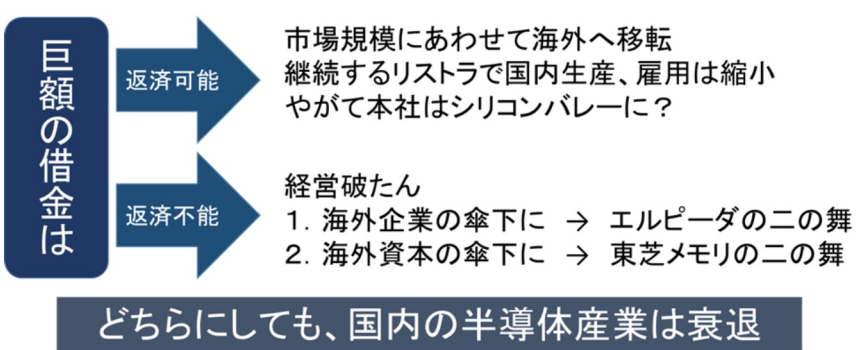 巨額の借金は
返済可能
市場規模にあわせて海外へ移転
継続するリストラで国内生産、雇用は縮小
やがて本社はシリコンバレーに？
返済不能
経営破たん
１．海外企業の傘下に → エルピーダの二の舞
２．海外資本の傘下に → 東芝メモリの二の舞
どちらにしても、国内の半導体産業は衰退